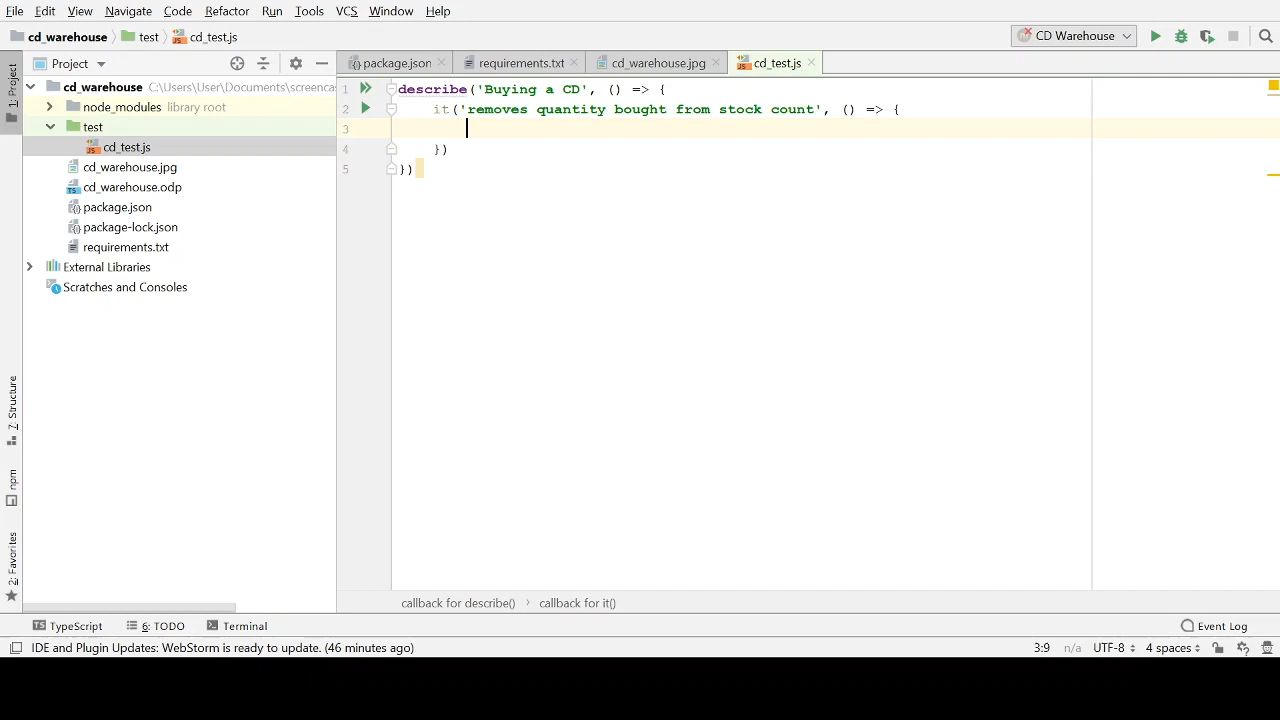 File Edit View Navigate Code Refactor Run Tools VCS Window Help
cd_warehouse test cd_test.js CD Warehouse
Project package.json requirements.txt cd_warehouse.jpg cd_test.js
1: Project
7: Structure
npm
2: Favorites
cd_warehouse C:\Users\User\Documents\screencas
node_modules library root
test
cd_test.js
cd_warehouse.jpg
cd_warehouse.odp
package.json
package-lock.json
requirements.txt
External Libraries
Scratches and Consoles
1 describe('Buying a CD', () => {
2 it('removes quantity bought from stock count', () => {
3
4 })
5 })
callback for describe() › callback for it()
TypeScript 6: TODO Terminal Event Log
IDE and Plugin Updates: WebStorm is ready to update. (46 minutes ago) 3:9 n/a UTF-8 4 spaces